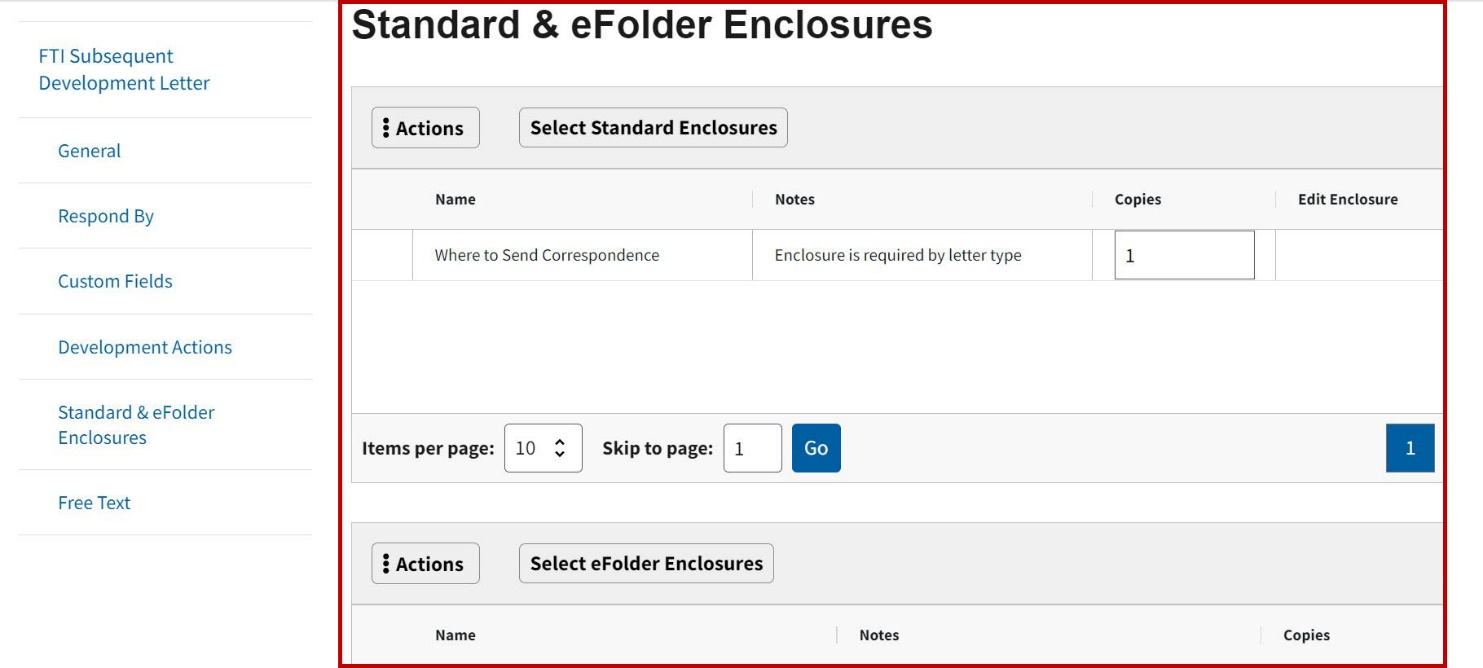 FTI Subsequent
Development Letter
General
Respond By
Custom Fields
Development Actions
Standard & eFolder
Enclosures
Free Text
Standard & eFolder Enclosures
Actions Select Standard Enclosures
Name Notes Copies Edit Enclosure
Where to Send Correspondence Enclosure is required by letter type 1
Items per page: 10 Skip to page: 1 Go 1
Actions Select eFolder Enclosures
Name Notes Copies